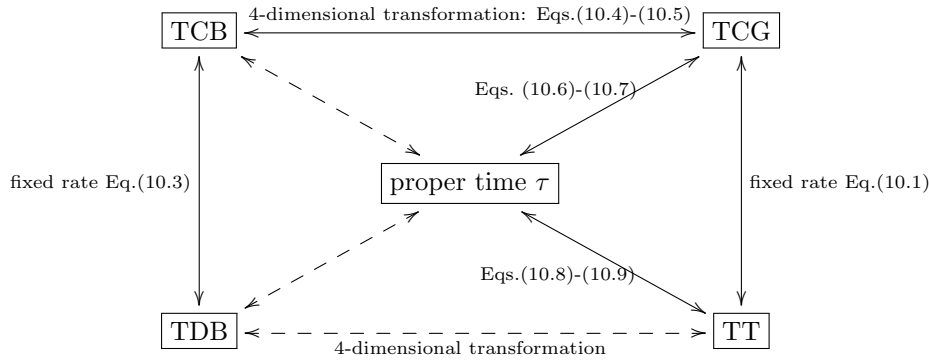 4-dimensional transformation: Eqs.(10.4)-(10.5)
TCB
TCG
Eqs. (10.6)-(10.7)
fixed rate Eq.(10.3)
proper time τ
fixed rate Eq.(10.1)
Eqs.(10.8)-(10.9)
TDB
TT
4-dimensional transformation